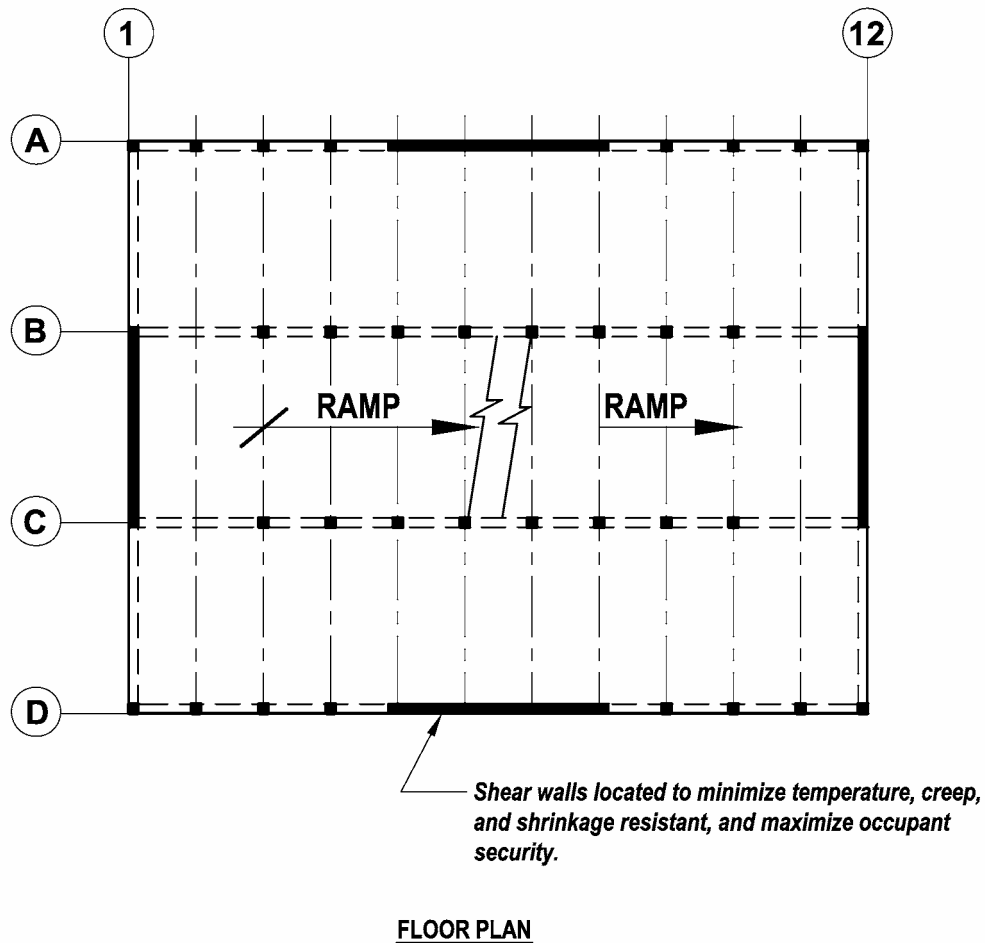 1
12
A
B
RAMP
RAMP
C
D
Shear walls located to minimize temperature, creep,
and shrinkage resistant, and maximize occupant
security.
FLOOR PLAN